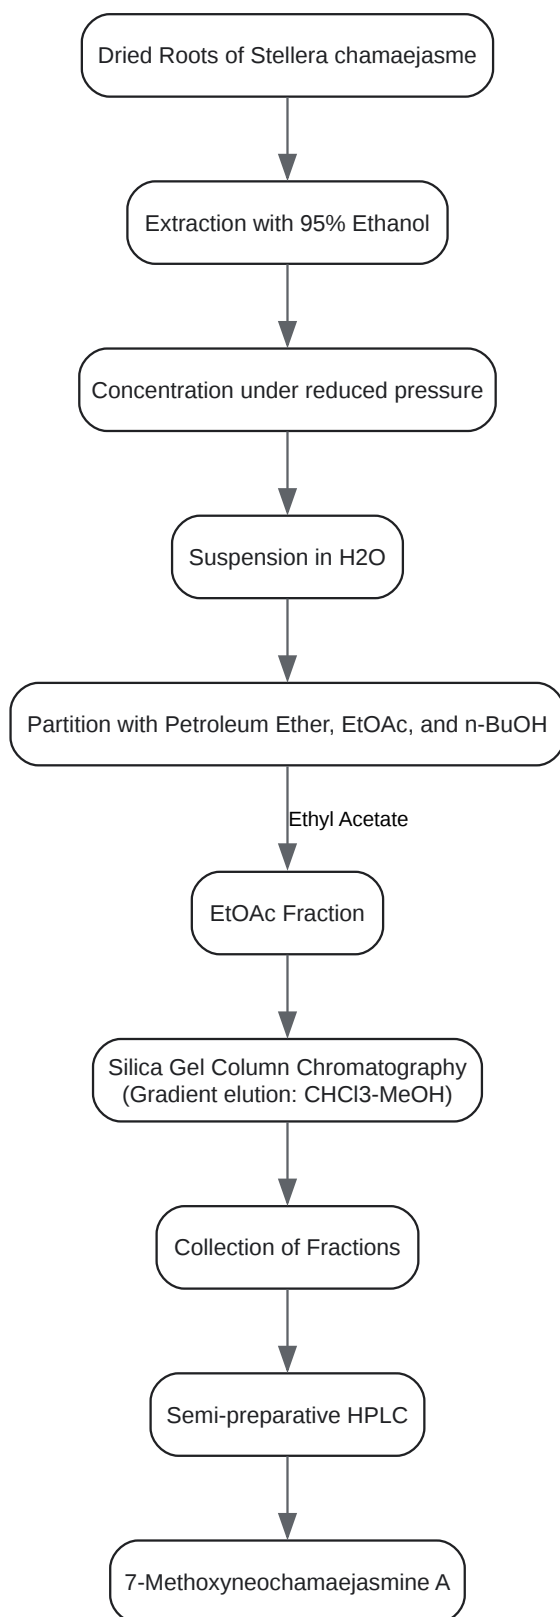 Dried Roots of Stellera chamaejasme
Extraction with 95% Ethanol
Concentration under reduced pressure
Suspension in H2O
Partition with Petroleum Ether, EtOAc, and n-BuOH
Ethyl Acetate
EtOAc Fraction
Silica Gel Column Chromatography
(Gradient elution: CHCl3-MeOH)
Collection of Fractions
Semi-preparative HPLC
7-Methoxyneochamaejasmine A